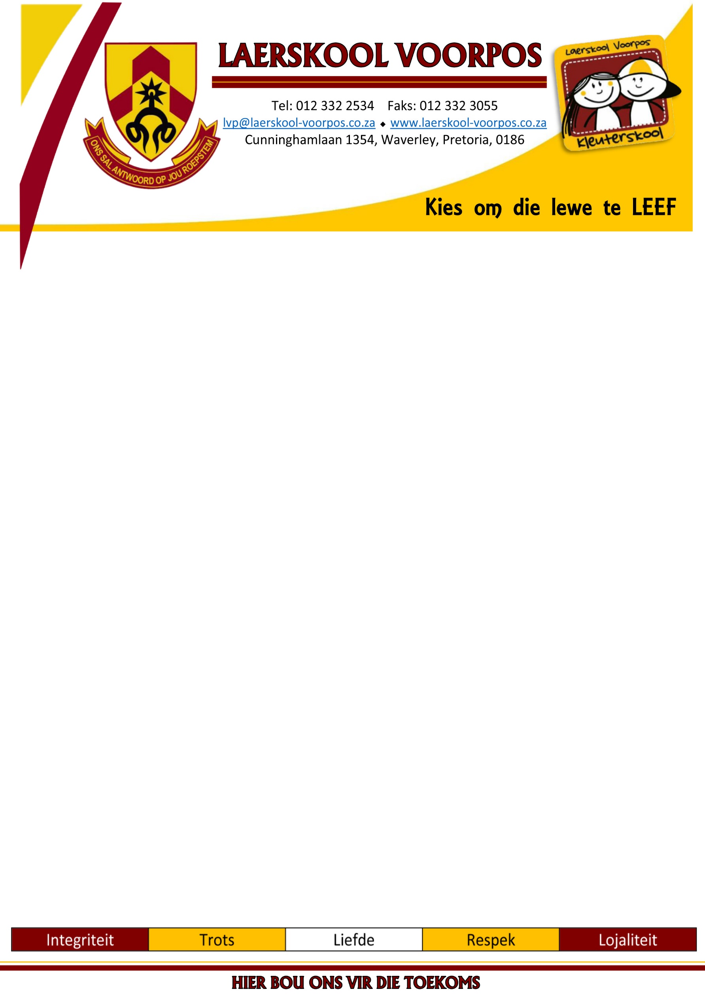 LAERSKOOL VOORPOS
Tel: 012 332 2534    Faks: 012 332 3055
lvp@laerskool-voorpos.co.za ◆ www.laerskool-voorpos.co.za
Cunninghamlaan 1354, Waverley, Pretoria, 0186
ONS SAL ANTWOORD OP JOU ROEPSTEM
Laerskool Voorpos
Kleuterskool
Kies om die lewe te LEEF
Integriteit Trots Liefde Respek Lojaliteit
HIER BOU ONS VIR DIE TOEKOMS